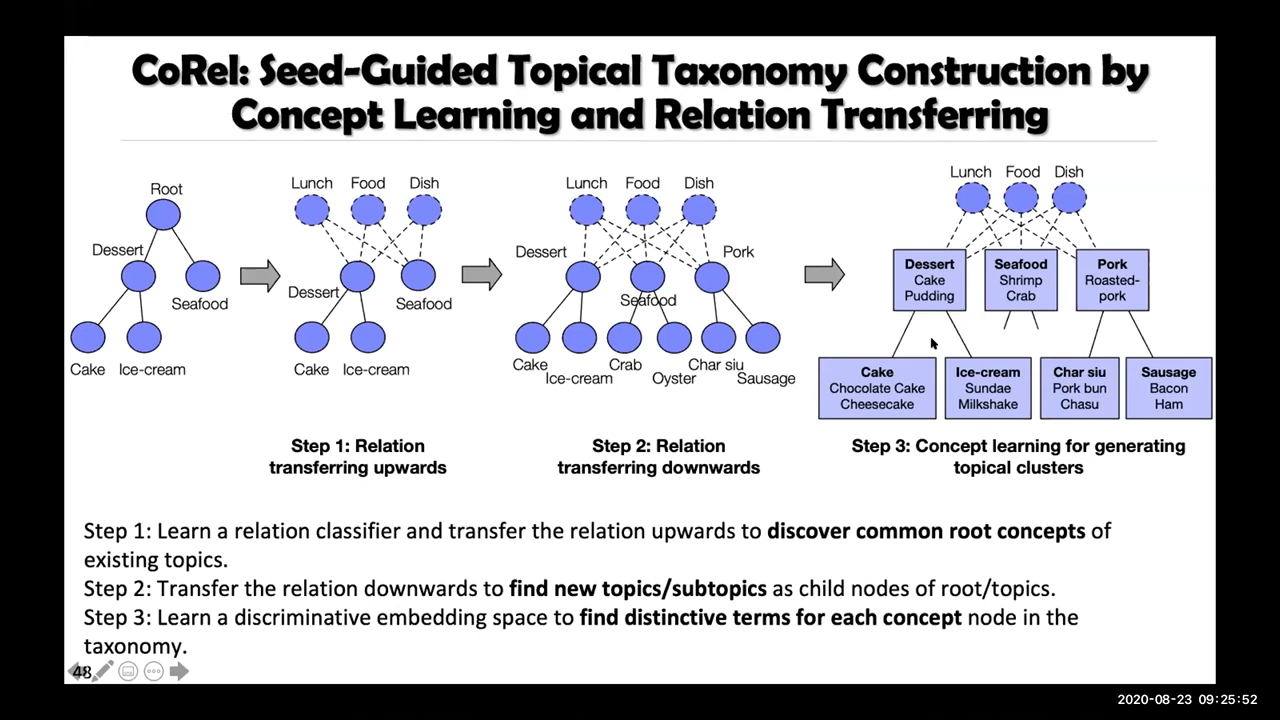 CoRel: Seed-Guided Topical Taxonomy Construction by
Concept Learning and Relation Transferring
Root
Dessert
Seafood
Cake
Ice-cream
Lunch
Food
Dish
Dessert
Seafood
Cake
Ice-cream
Step 1: Relation
transferring upwards
Lunch
Food
Dish
Dessert
Pork
Seafood
Cake
Ice-cream
Crab
Oyster
Char siu
Sausage
Step 2: Relation
transferring downwards
Lunch
Food
Dish
Dessert
Cake
Pudding
Seafood
Shrimp
Crab
Pork
Roasted-
pork
Cake
Chocolate Cake
Cheesecake
Ice-cream
Sundae
Milkshake
Char siu
Pork bun
Chasu
Sausage
Bacon
Ham
Step 3: Concept learning for generating
topical clusters
Step 1: Learn a relation classifier and transfer the relation upwards to discover common root concepts of
existing topics.
Step 2: Transfer the relation downwards to find new topics/subtopics as child nodes of root/topics.
Step 3: Learn a discriminative embedding space to find distinctive terms for each concept node in the
taxonomy.
48
2020-08-23 09:25:52